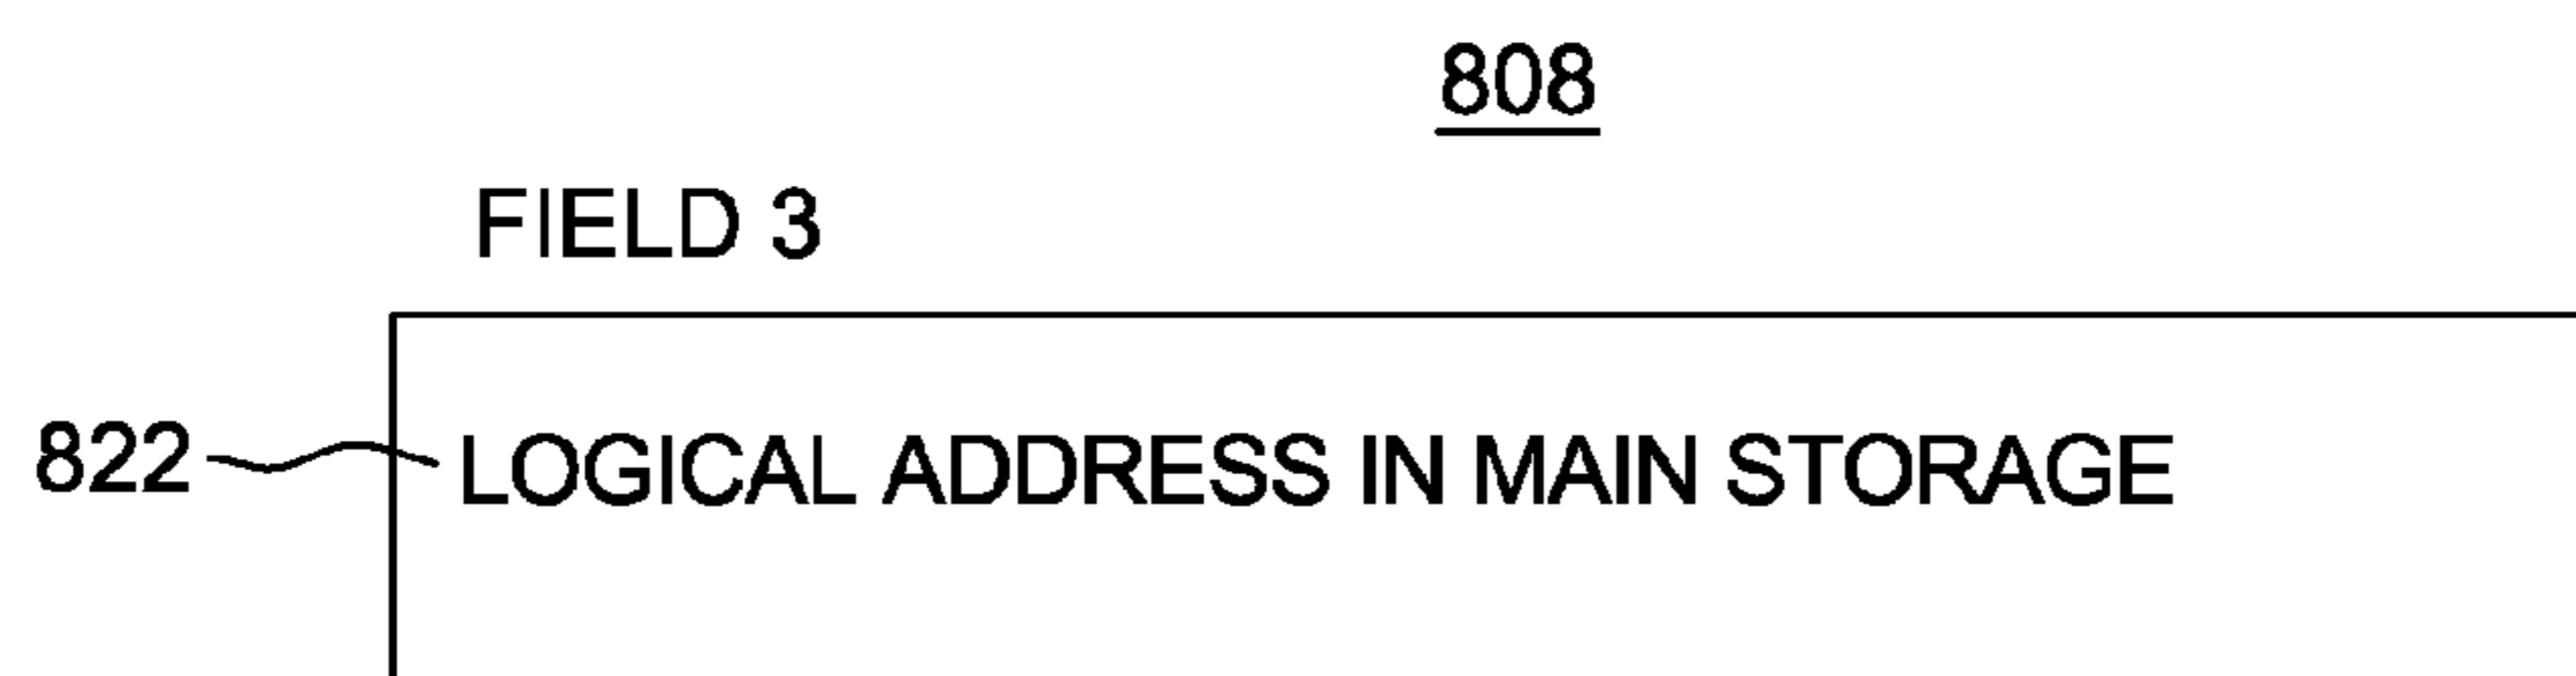 808
FIELD 3
822 LOGICAL ADDRESS IN MAIN STORAGE